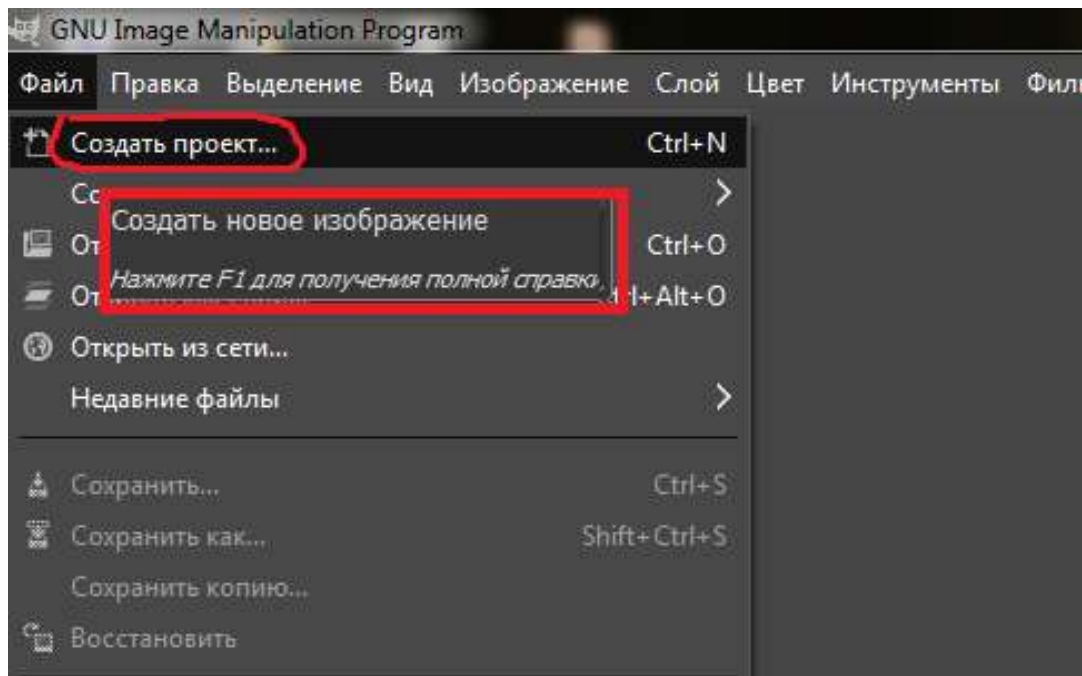 GNU Image Manipulation Program
Файл Правка Выделение Вид Изображение Слой Цвет Инструменты
Создать проект... Ctrl+N
Создать новое изображение
Ctrl+O
Нажмите F1 для получения полной справки
+Alt+O
Открыть из сети...
Недавние файлы
Сохранить... Ctrl+S
Сохранить как... Shift+Ctrl+S
Сохранить копию...
Восстановить